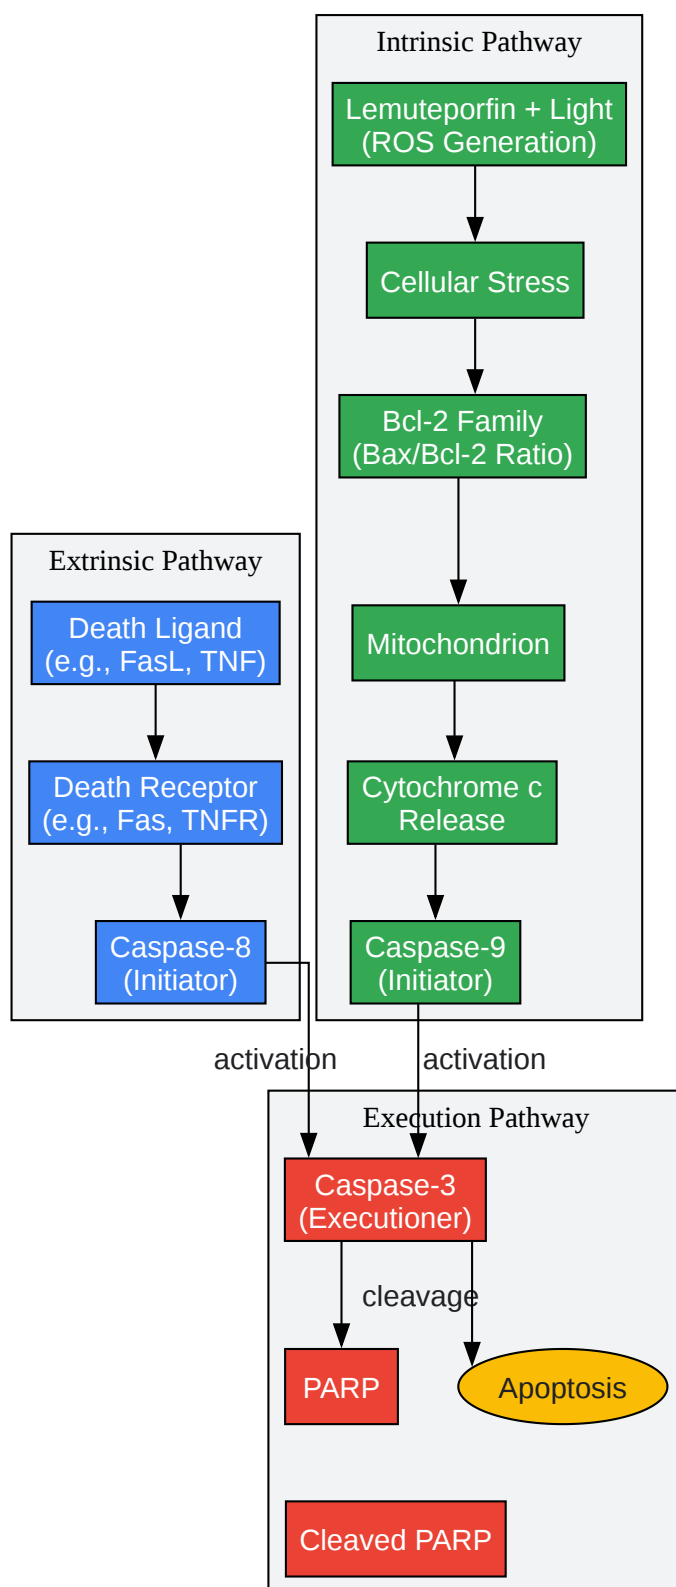 Intrinsic Pathway
Lemuteporfin + Light
(ROS Generation)
Cellular Stress
Bcl-2 Family
(Bax/Bcl-2 Ratio)
Mitochondrion
Cytochrome c
Release
Caspase-9
(Initiator)
Extrinsic Pathway
Death Ligand
(e.g., FasL, TNF)
Death Receptor
(e.g., Fas, TNFR)
Caspase-8
(Initiator)
activation
activation
Execution Pathway
Caspase-3
(Executioner)
cleavage
PARP
Apoptosis
Cleaved PARP